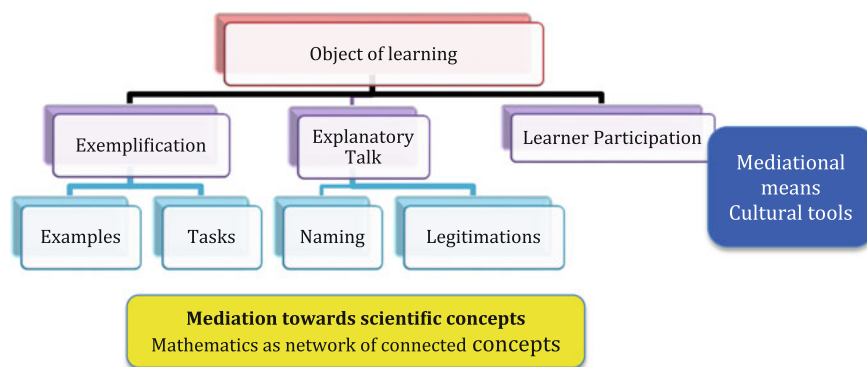 Object of learning
Exemplification
Explanatory
Talk
Learner Participation
Mediational
means
Cultural tools
Examples
Tasks
Naming
Legitimations
Mediation towards scientific concepts
Mathematics as network of connected concepts